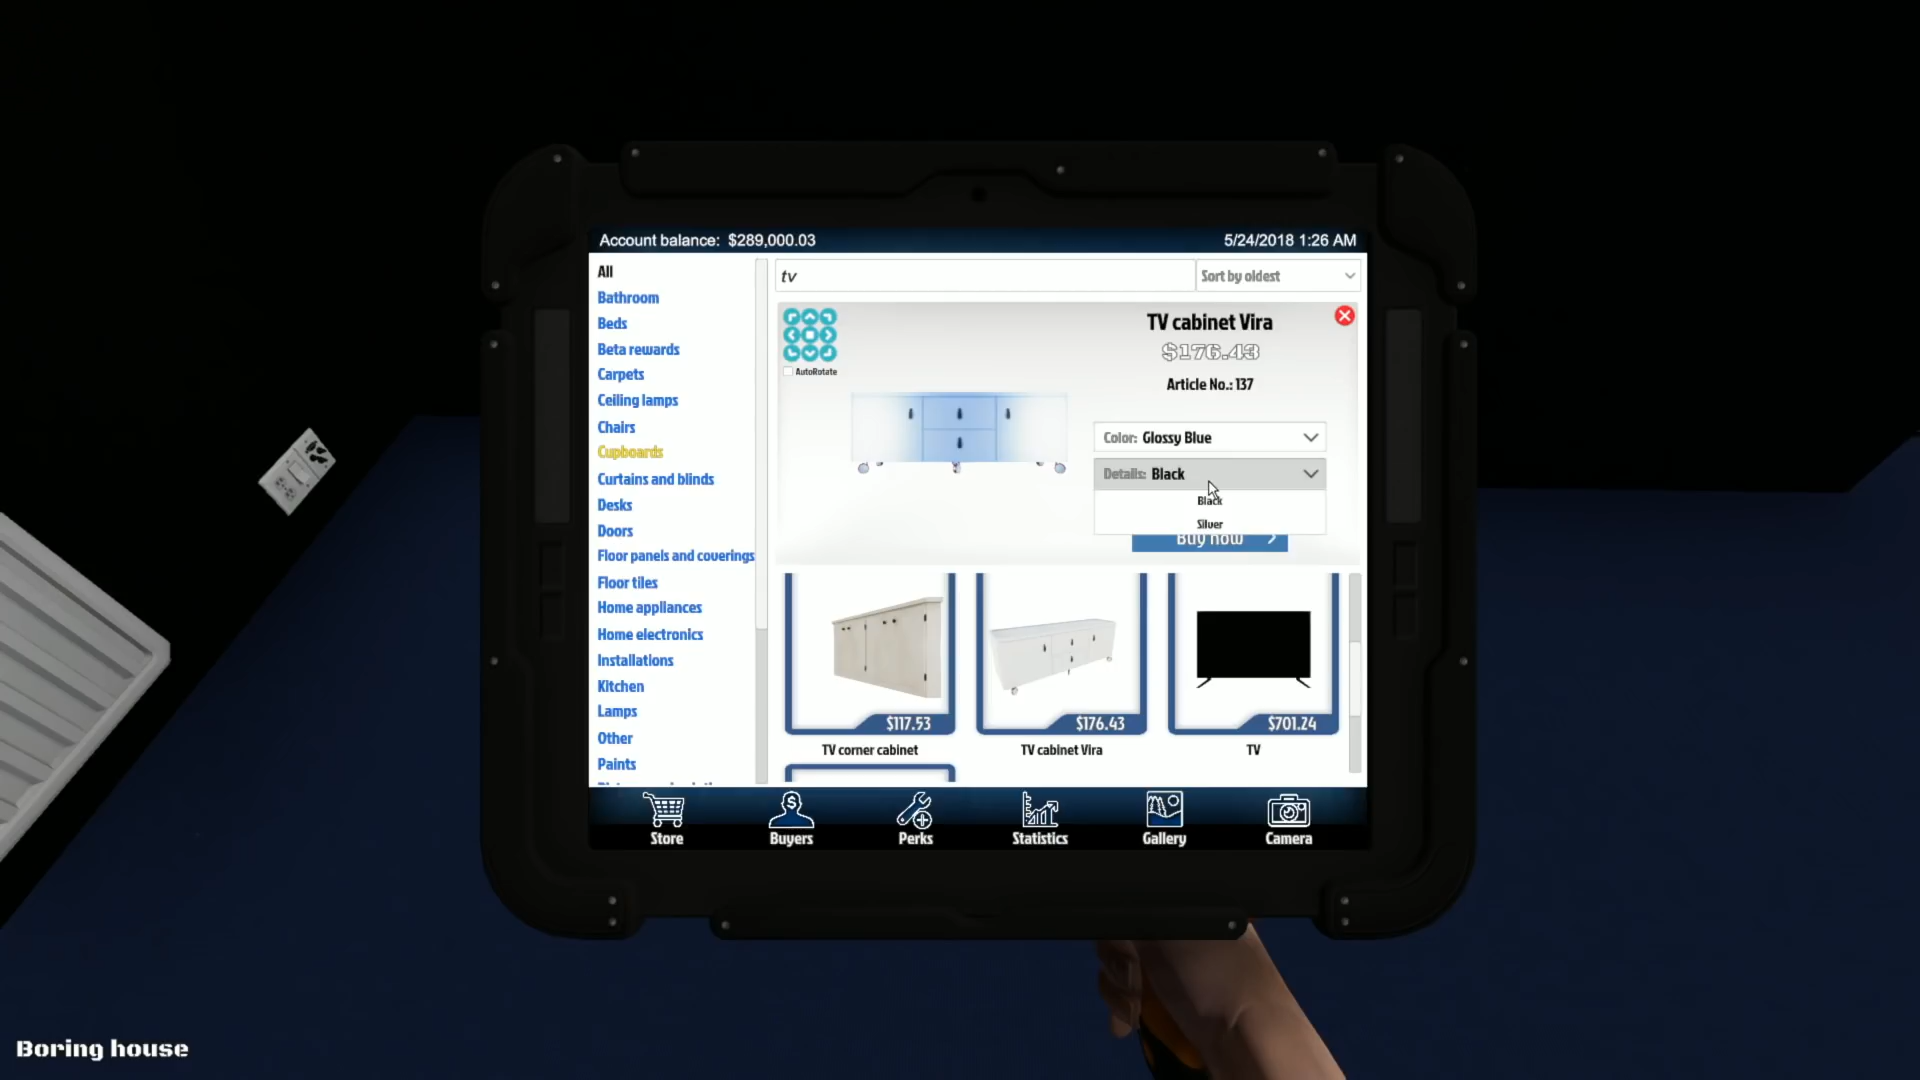 Account balance: $289,000.03
5/24/2018 1:26 AM
All
Bathroom
Beds
Beta rewards
Carpets
Ceiling lamps
Chairs
Cupboards
Curtains and blinds
Desks
Doors
Floor panels and coverings
Floor tiles
Home appliances
Home electronics
Installations
Kitchen
Lamps
Other
Paints
tv
Sort by oldest
AutoRotate
TV cabinet Vira
$176.43
Article No.: 137
Color: Glossy Blue
Details: Black
Black
Silver
Buy now
$117.53
TV corner cabinet
$176.43
TV cabinet Vira
$701.24
TV
Store
Buyers
Perks
Statistics
Gallery
Camera
Boring house